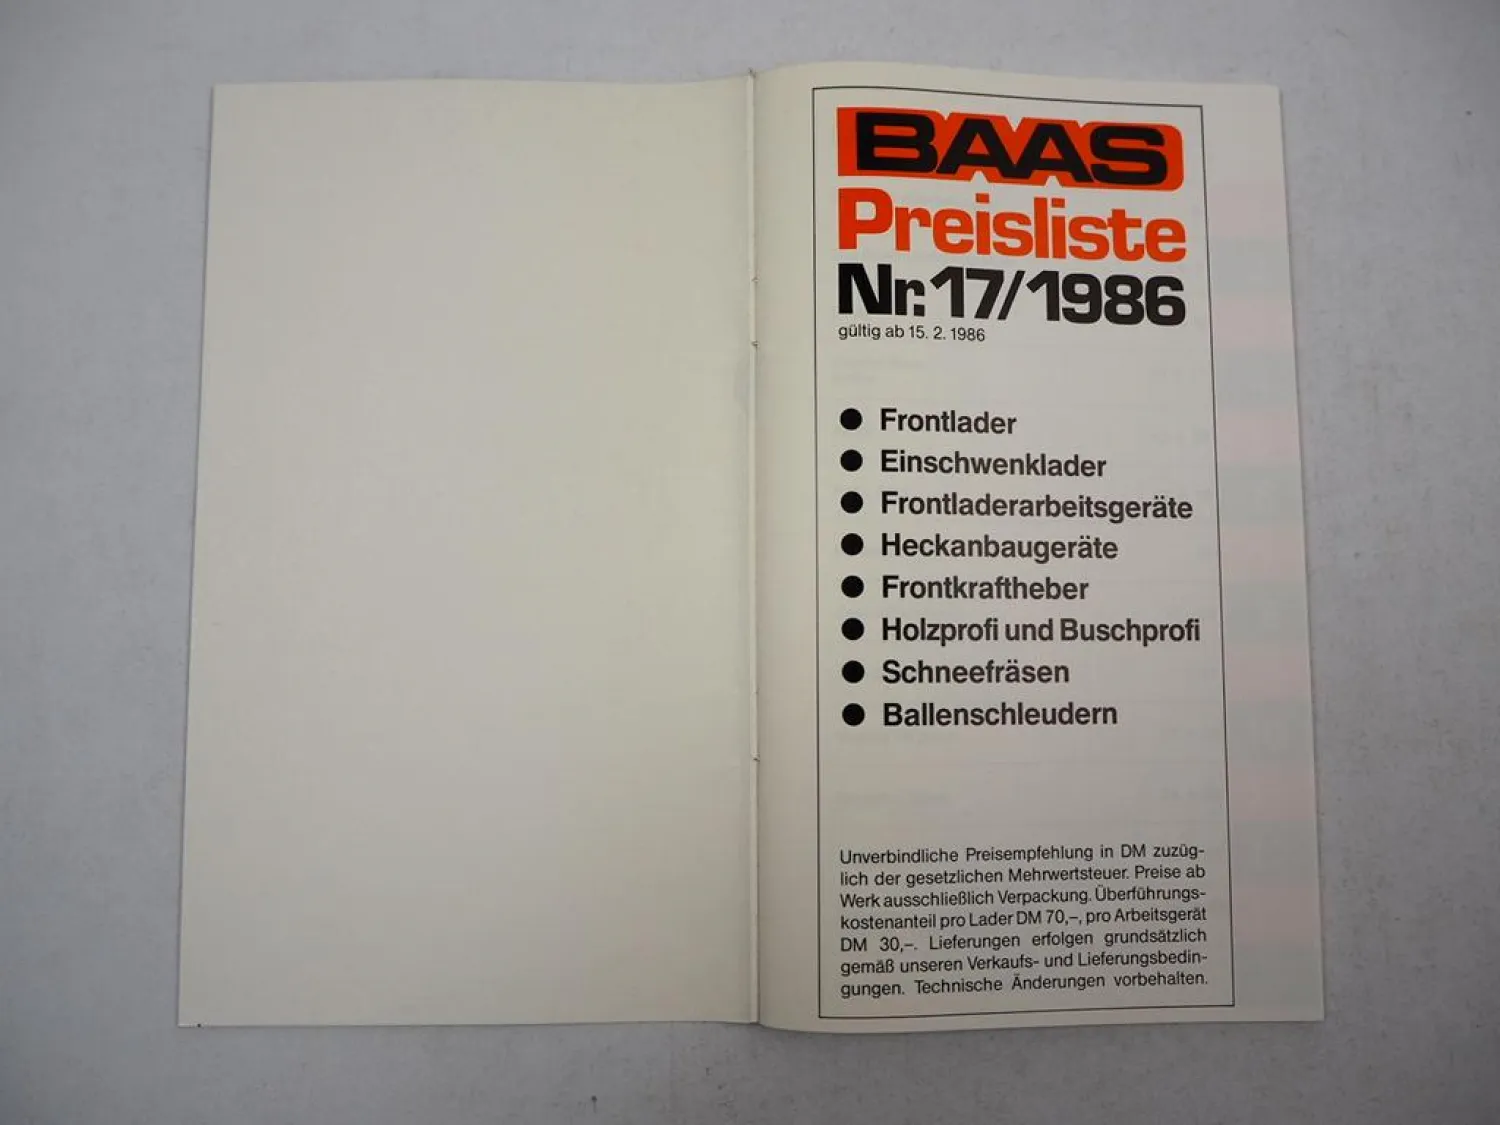 BAAS
Preisliste
Nr. 17/1986
gültig ab 15. 2. 1986
● Frontlader
● Einschwenklader
● Frontladerarbeitsgeräte
● Heckanbaugeräte
● Frontkraftheber
● Holzprofi und Buschprofi
● Schneefräsen
● Ballenschleudern
Unverbindliche Preisempfehlung in DM zuzüg-
lich der gesetzlichen Mehrwertsteuer. Preise ab
Werk ausschließlich Verpackung. Überführungs-
kostenanteil pro Lader DM 70,–, pro Arbeitsgerät
DM 30,–. Lieferungen erfolgen grundsätzlich
gemäß unseren Verkaufs- und Lieferungsbedin-
gungen. Technische Änderungen vorbehalten.